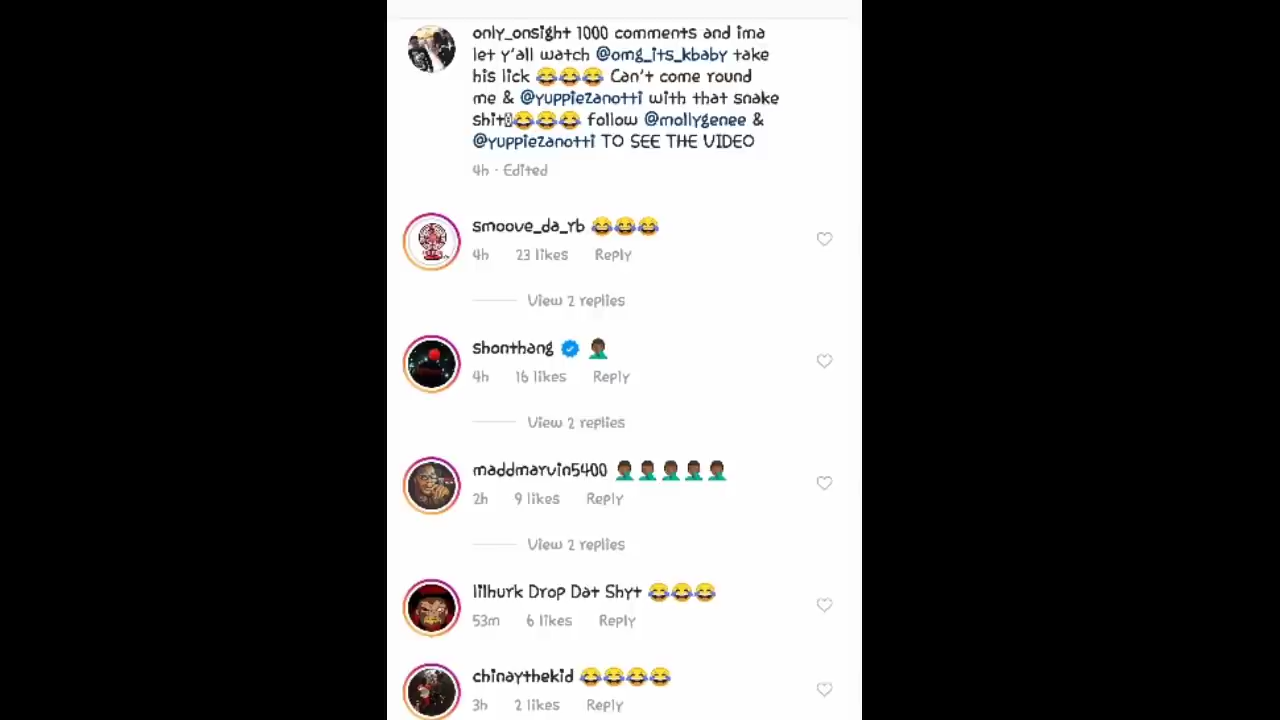 only_onsight 1000 comments and ima
let y'all watch @omg_its_kbaby take
his lick 😂😂😂 Can't come round
me & @yuppiezanotti with that snake
shit😂😂😂 follow @mollygenee &
@yuppiezanotti TO SEE THE VIDEO
4h · Edited
smoove_da_rb 😂😂😂
4h 23 likes Reply
View 2 replies
shonthang 🤦🏾‍♂️
4h 16 likes Reply
View 2 replies
maddmarvin5400 🤦🏾‍♂️🤦🏾‍♂️🤦🏾‍♂️🤦🏾‍♂️🤦🏾‍♂️
2h 9 likes Reply
View 2 replies
lilhurk Drop Dat Shyt 😂😂😂
53m 6 likes Reply
chinaythekid 😂😂😂😂
3h 2 likes Reply